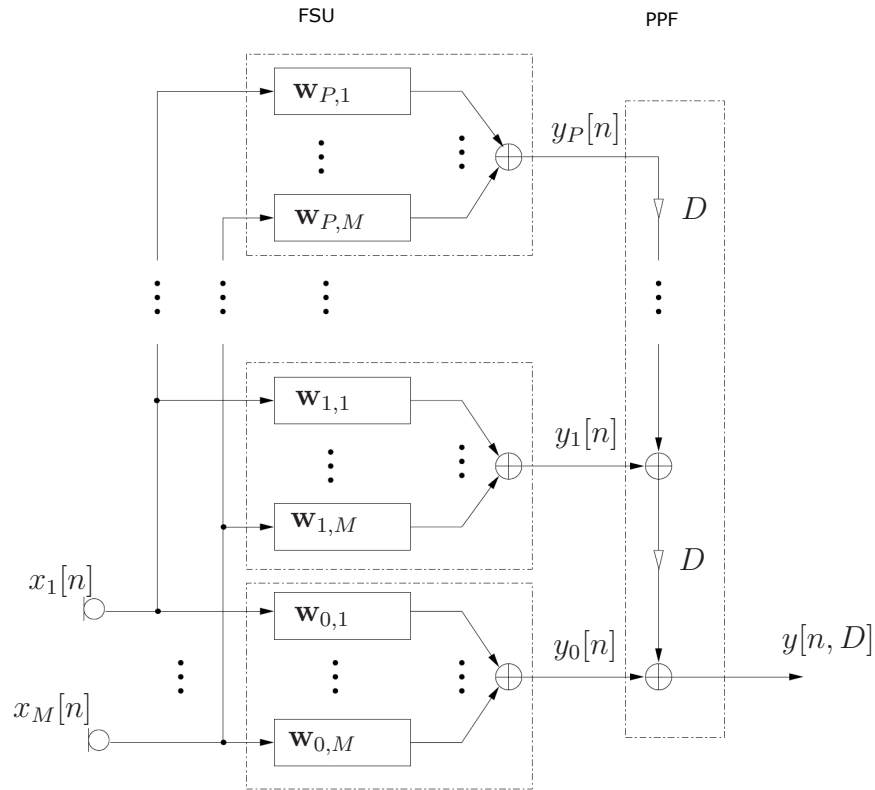 FSU PPF
𝐰_{P,1}
y_P[n]
𝐰_{P,M}
D
𝐰_{1,1}
y_1[n]
𝐰_{1,M}
D
x_1[n]
𝐰_{0,1}
y_0[n]
y[n, D]
x_M[n]
𝐰_{0,M}